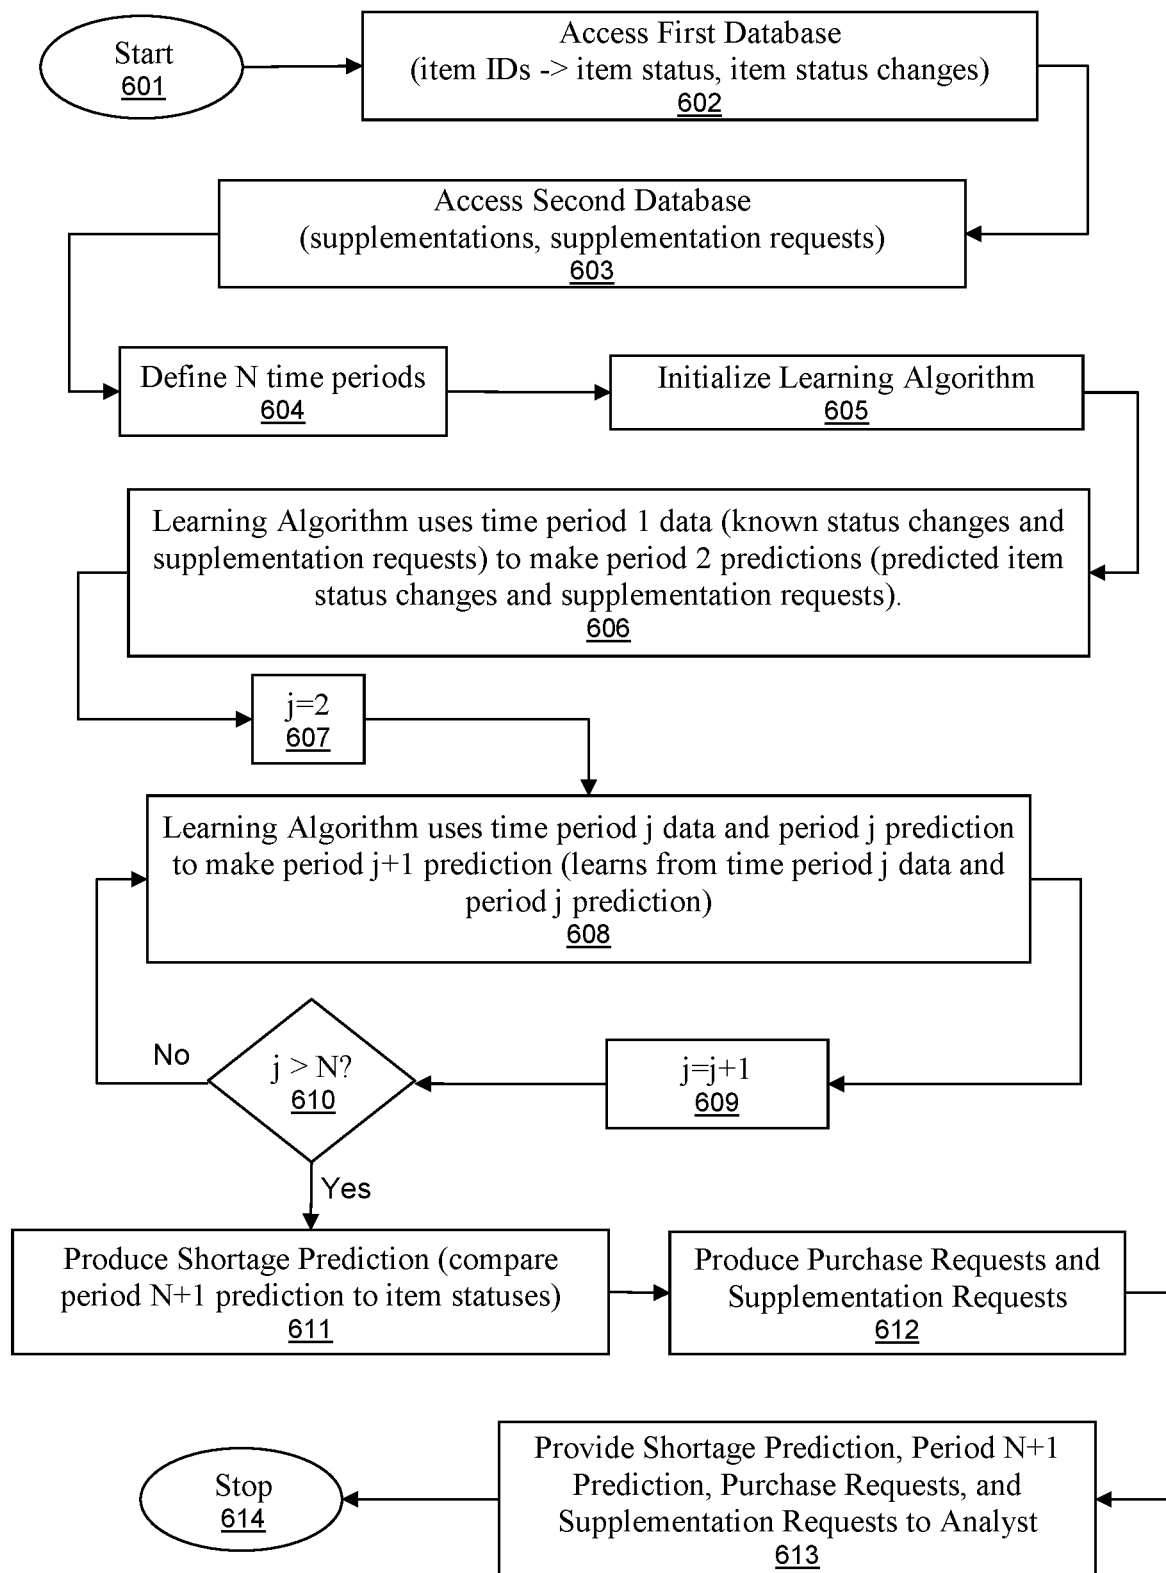 Start
601
Access First Database
(item IDs -> item status, item status changes)
602
Access Second Database
(supplementations, supplementation requests)
603
Define N time periods
604
Initialize Learning Algorithm
605
Learning Algorithm uses time period 1 data (known status changes and
supplementation requests) to make period 2 predictions (predicted item
status changes and supplementation requests).
606
j=2
607
Learning Algorithm uses time period j data and period j prediction
to make period j+1 prediction (learns from time period j data and
period j prediction)
608
j=j+1
609
j > N?
610
No
Yes
Produce Shortage Prediction (compare
period N+1 prediction to item statuses)
611
Produce Purchase Requests and
Supplementation Requests
612
Provide Shortage Prediction, Period N+1
Prediction, Purchase Requests, and
Supplementation Requests to Analyst
613
Stop
614